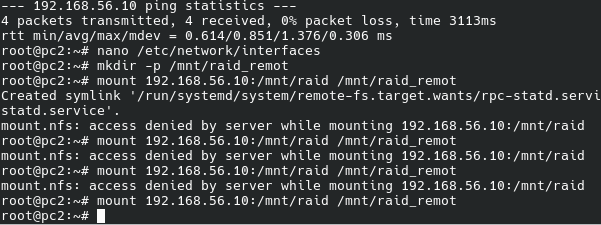 --- 192.168.56.10 ping statistics ---
4 packets transmitted, 4 received, 0% packet loss, time 3113ms
rtt min/avg/max/mdev = 0.614/0.851/1.376/0.306 ms
root@pc2:~# nano /etc/network/interfaces
root@pc2:~# mkdir -p /mnt/raid_remot
root@pc2:~# mount 192.168.56.10:/mnt/raid /mnt/raid_remot
Created symlink '/run/systemd/system/remote-fs.target.wants/rpc-statd.servi
statd.service'.
mount.nfs: access denied by server while mounting 192.168.56.10:/mnt/raid
root@pc2:~# mount 192.168.56.10:/mnt/raid /mnt/raid_remot
mount.nfs: access denied by server while mounting 192.168.56.10:/mnt/raid
root@pc2:~# mount 192.168.56.10:/mnt/raid /mnt/raid_remot
mount.nfs: access denied by server while mounting 192.168.56.10:/mnt/raid
root@pc2:~# mount 192.168.56.10:/mnt/raid /mnt/raid_remot
root@pc2:~#